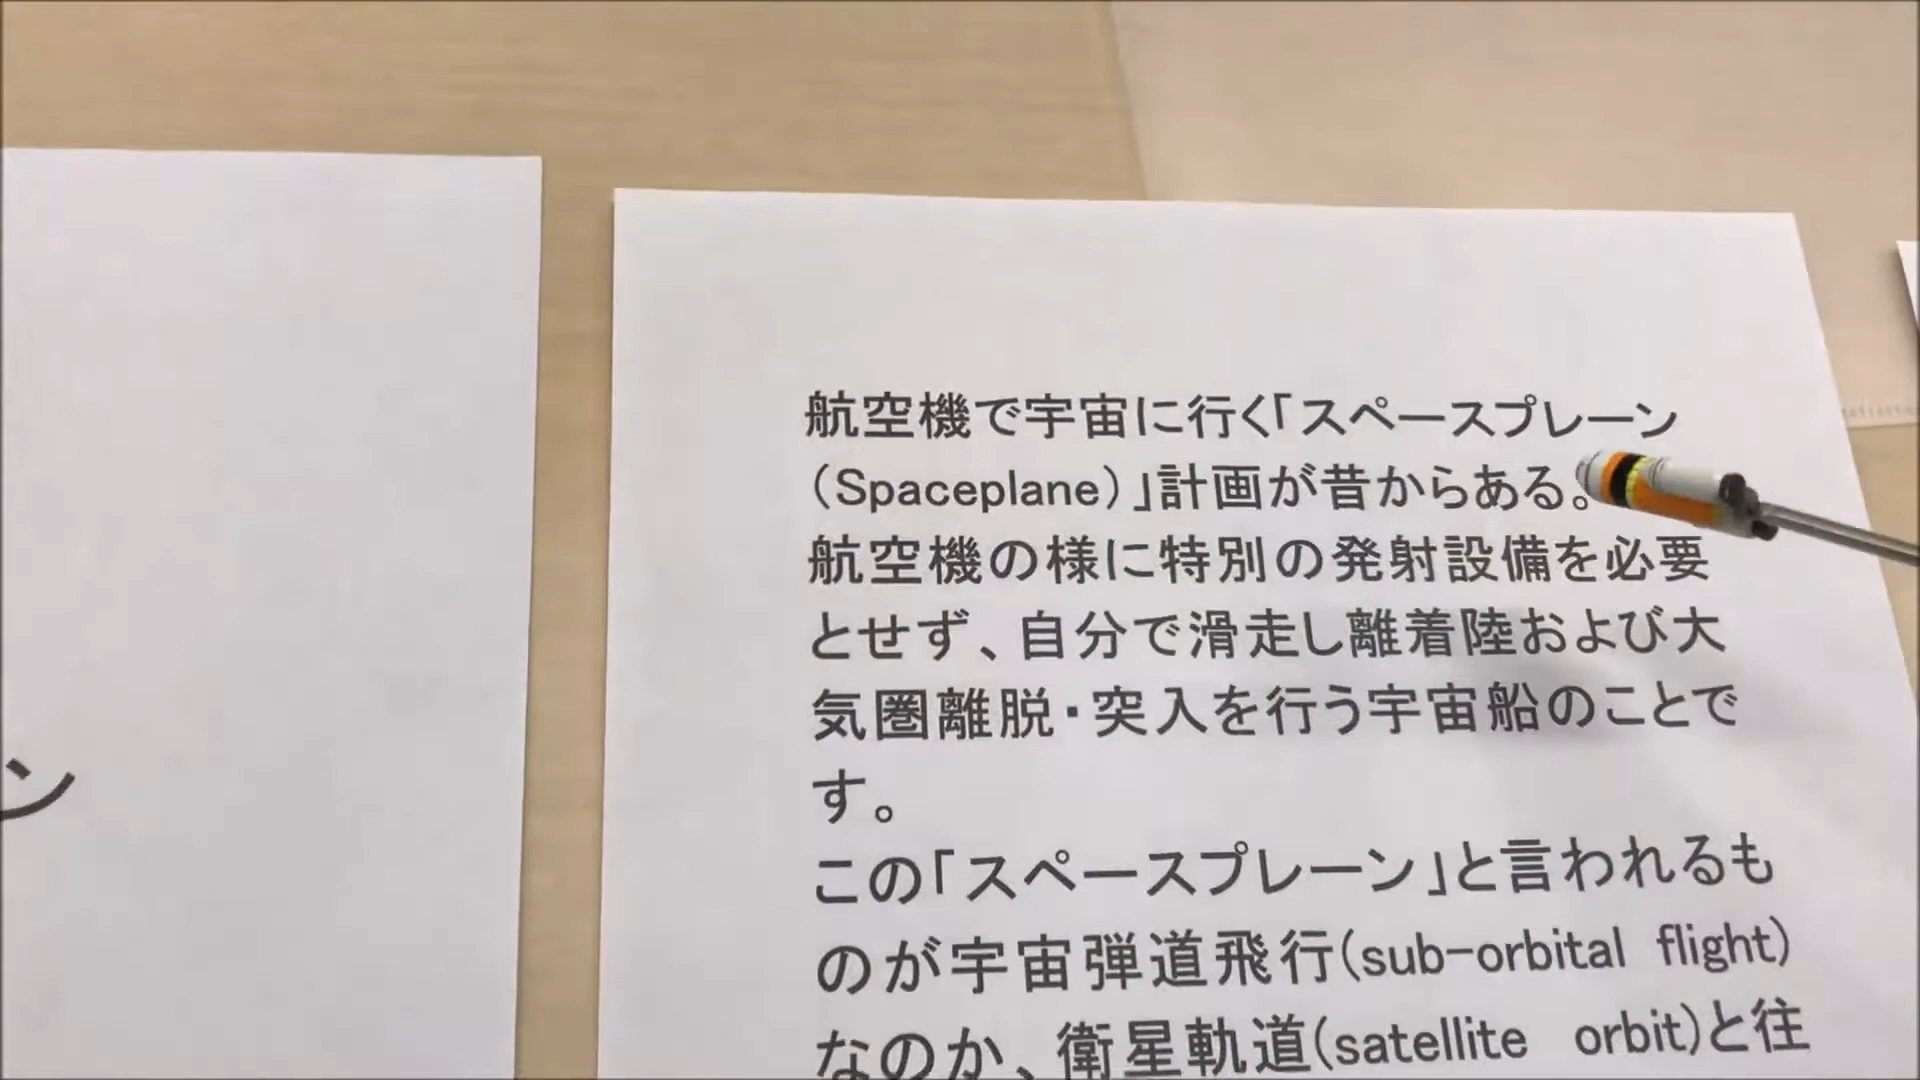 ン
航空機で宇宙に行く「スペースプレーン
（Spaceplane）」計画が昔からある。
航空機の様に特別の発射設備を必要
とせず、自分で滑走し離着陸および大
気圏離脱・突入を行う宇宙船のことで
す。
この「スペースプレーン」と言われるも
のが宇宙弾道飛行(sub-orbital flight)
なのか、衛星軌道(satellite orbit)と往